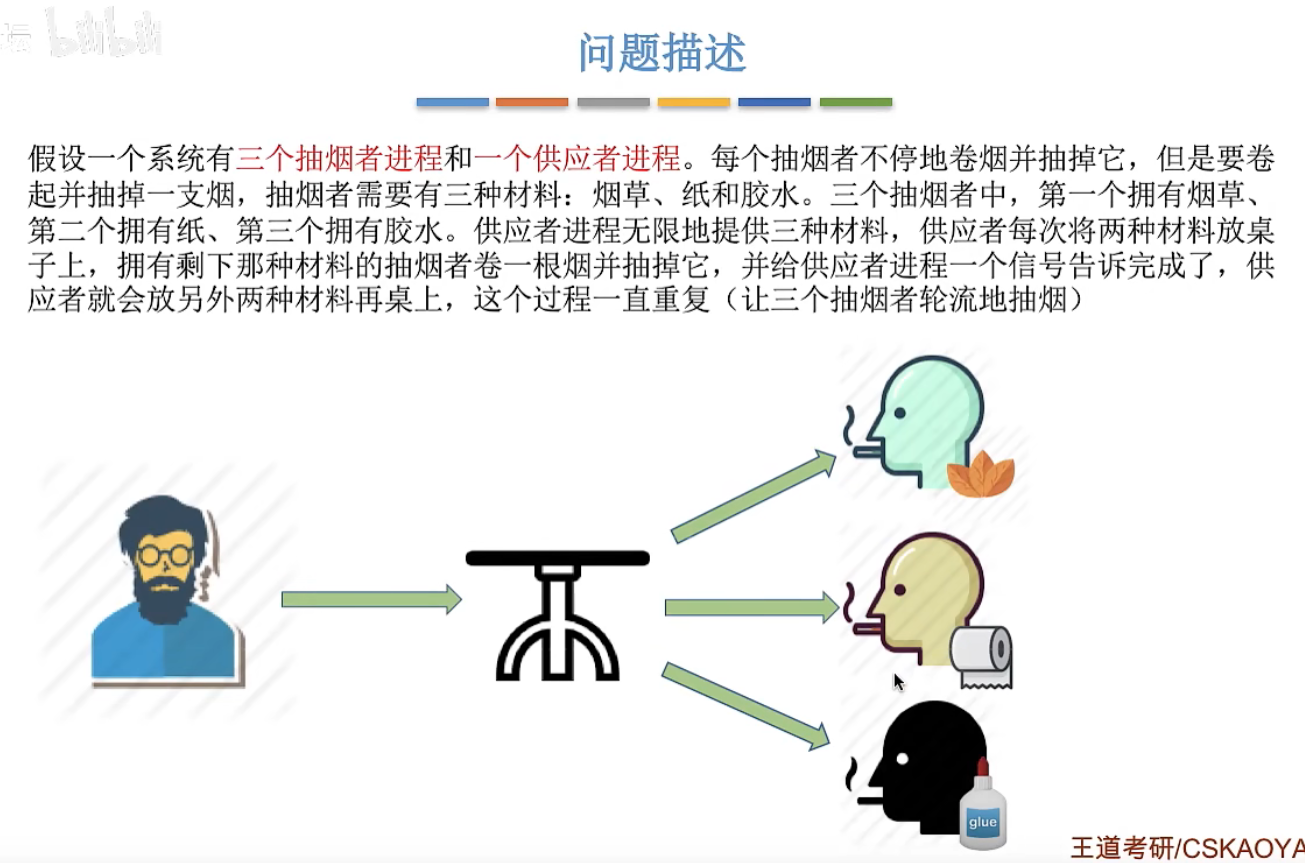 坛 bilibili
问题描述
假设一个系统有三个抽烟者进程和一个供应者进程。每个抽烟者不停地卷烟并抽掉它，但是要卷
起并抽掉一支烟，抽烟者需要有三种材料：烟草、纸和胶水。三个抽烟者中，第一个拥有烟草、
第二个拥有纸、第三个拥有胶水。供应者进程无限地提供三种材料，供应者每次将两种材料放桌
子上，拥有剩下那种材料的抽烟者卷一根烟并抽掉它，并给供应者进程一个信号告诉完成了，供
应者就会放另外两种材料再桌上，这个过程一直重复（让三个抽烟者轮流地抽烟）
glue
王道考研/CSKAOYA